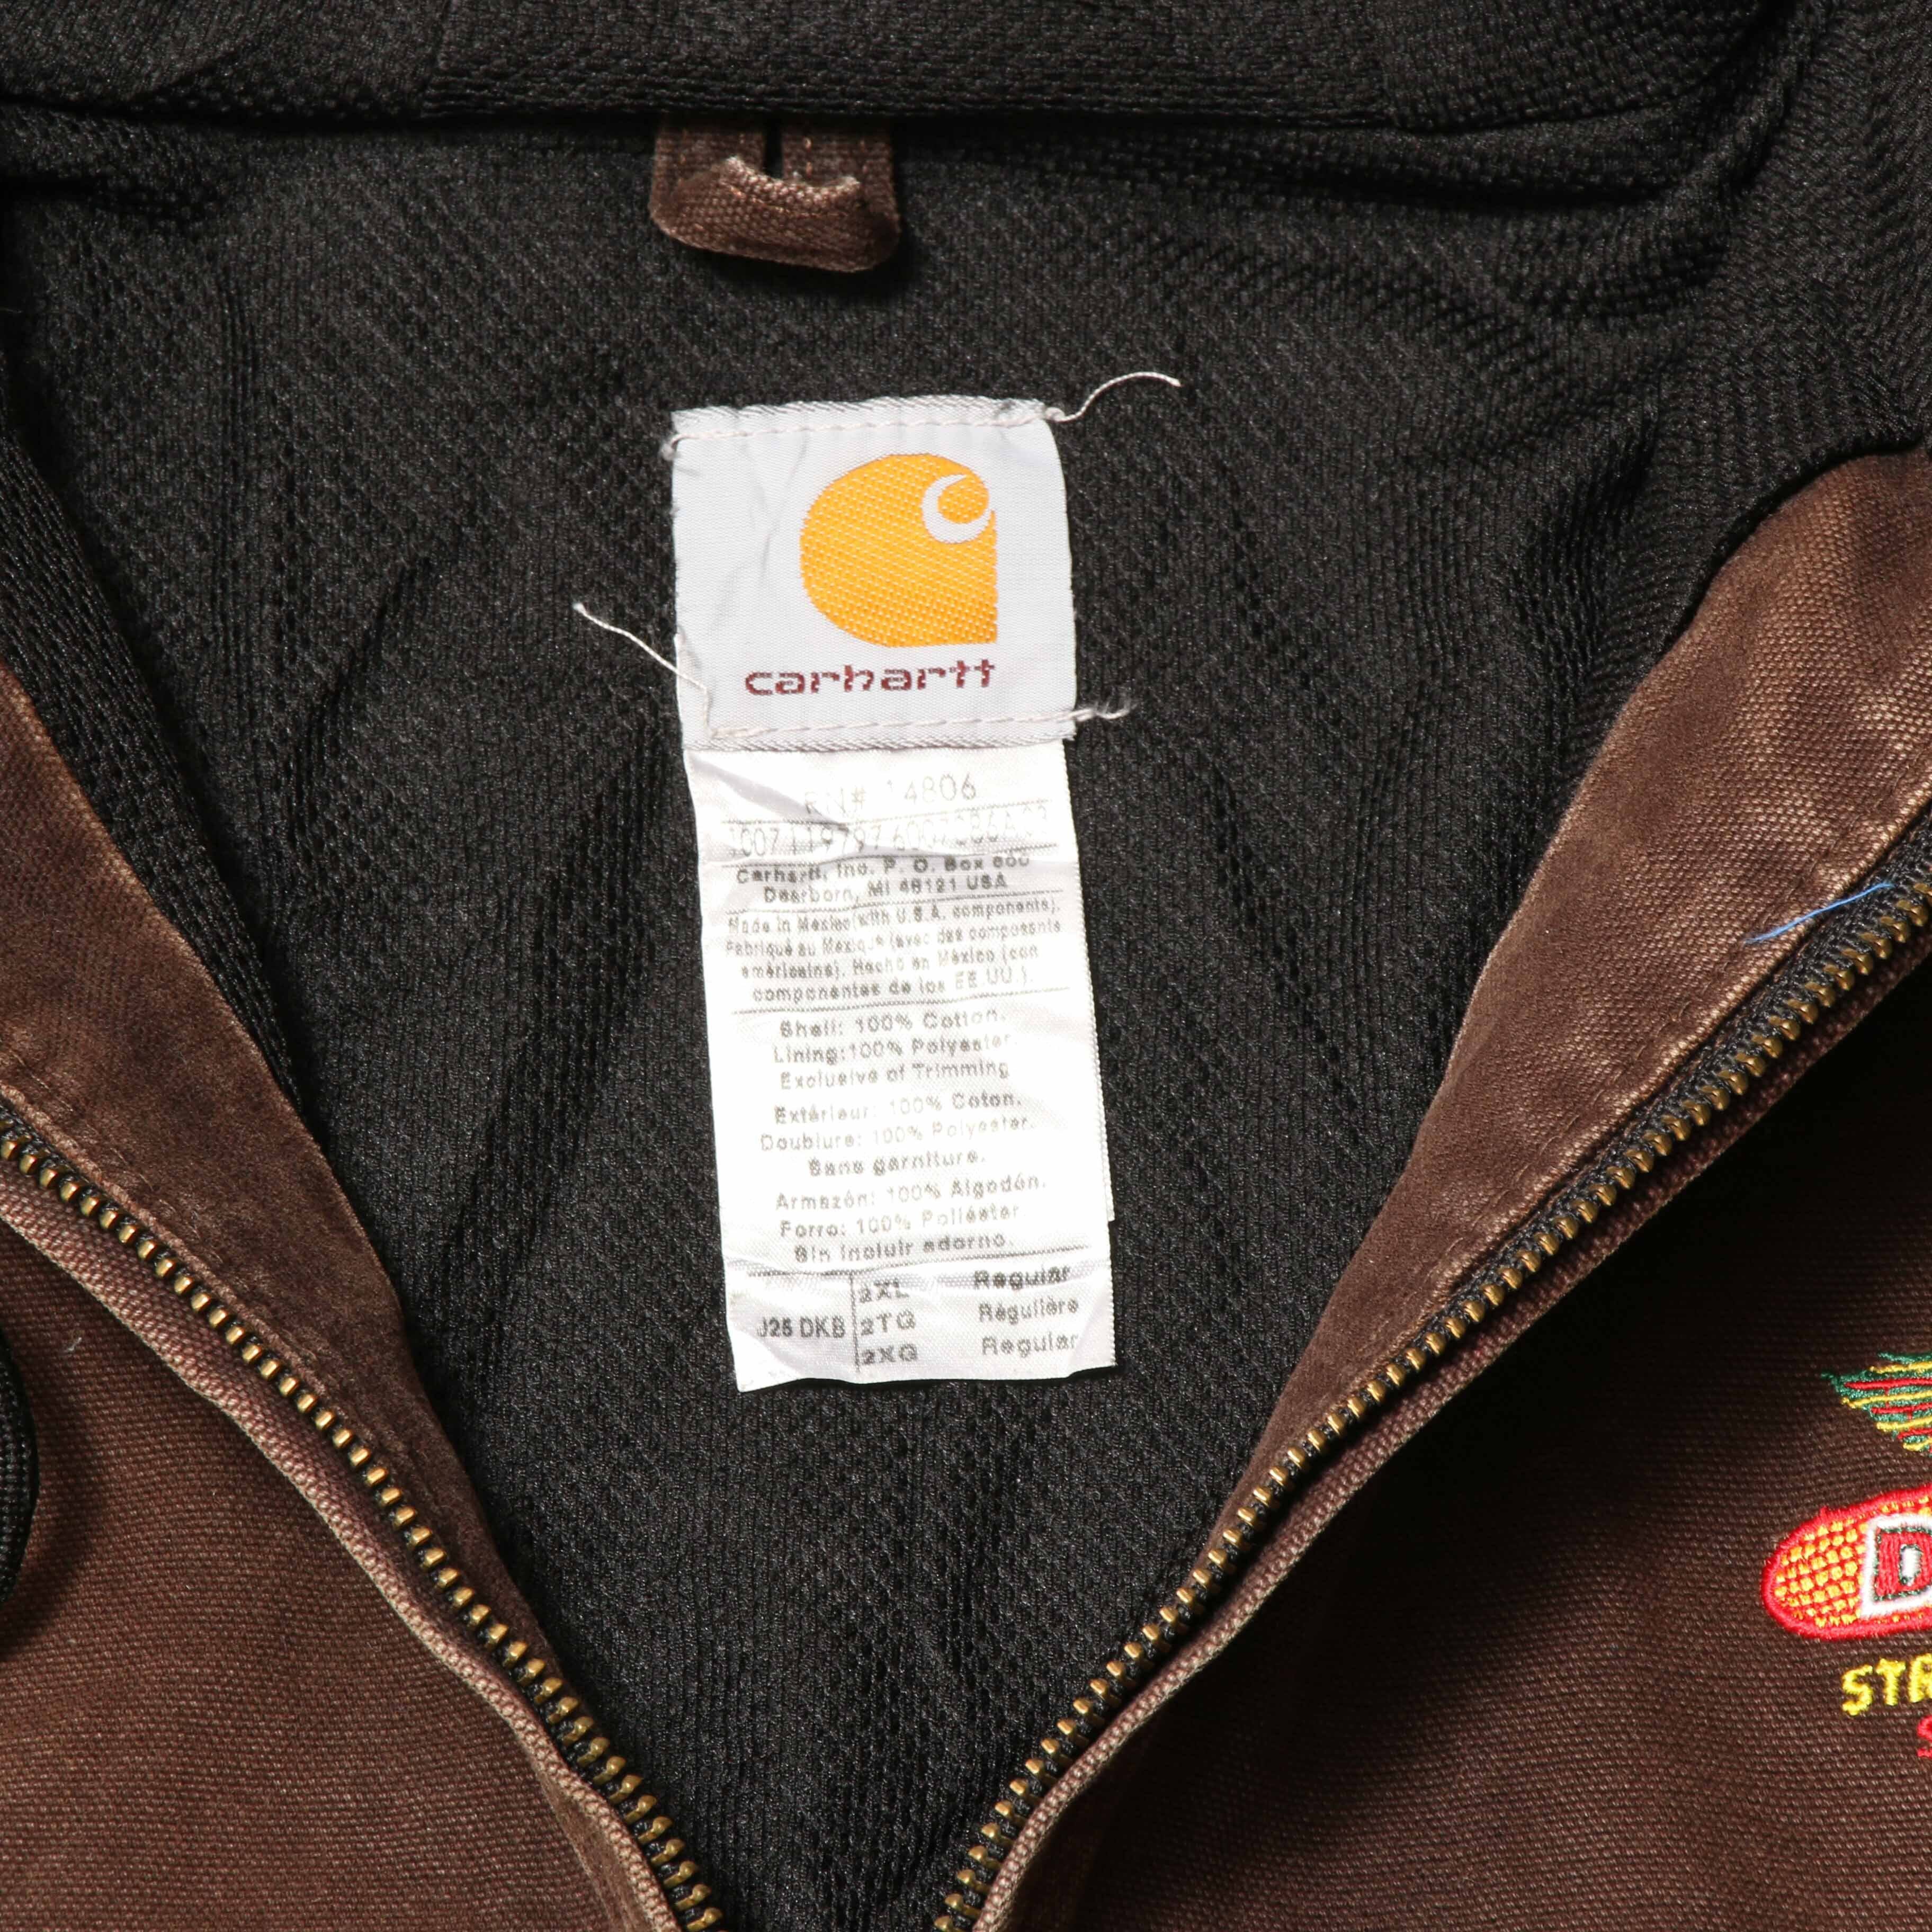 carhartt
RN# 14806
Carhartt, Inc. P. O. Box 600
Dearborn, MI 48121 USA
Made in Mexico (with U.S.A. components).
Fabriqué au Mexique (avec des composants
américains). Hecho en México (con
componentes de los EE.UU.).
Shell: 100% Cotton.
Lining:100% Polyester.
Exclusive of Trimming
Extérieur: 100% Coton.
Doublure: 100% Polyester.
Sans garniture.
Armazón: 100% Algodón.
Forro: 100% Poliéster
Sin incluir adorno.
2XL Regular
J25 DKB 2TG Régulière
2XG Regular
D
STR